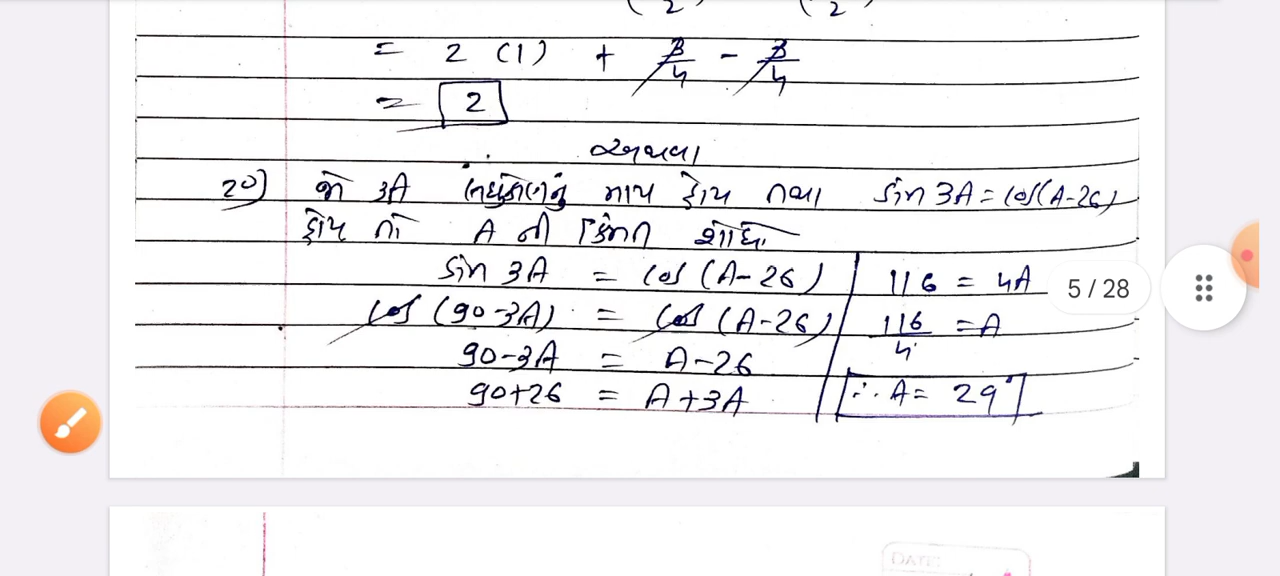 = 2 (1) + 3/4 - 3/4
= 2
અથવા
20) જો 3A લઘુકોણનું માપ હોય તથા sin 3A = cos(A-26)
હોય તો A ની કિંમત શોધો
sin 3A = cos (A-26)
cos (90-3A) = cos (A-26)
90-3A = A-26
90+26 = A+3A
116 = 4A
116/4 = A
∴ A = 29°
5 / 28
DATE: